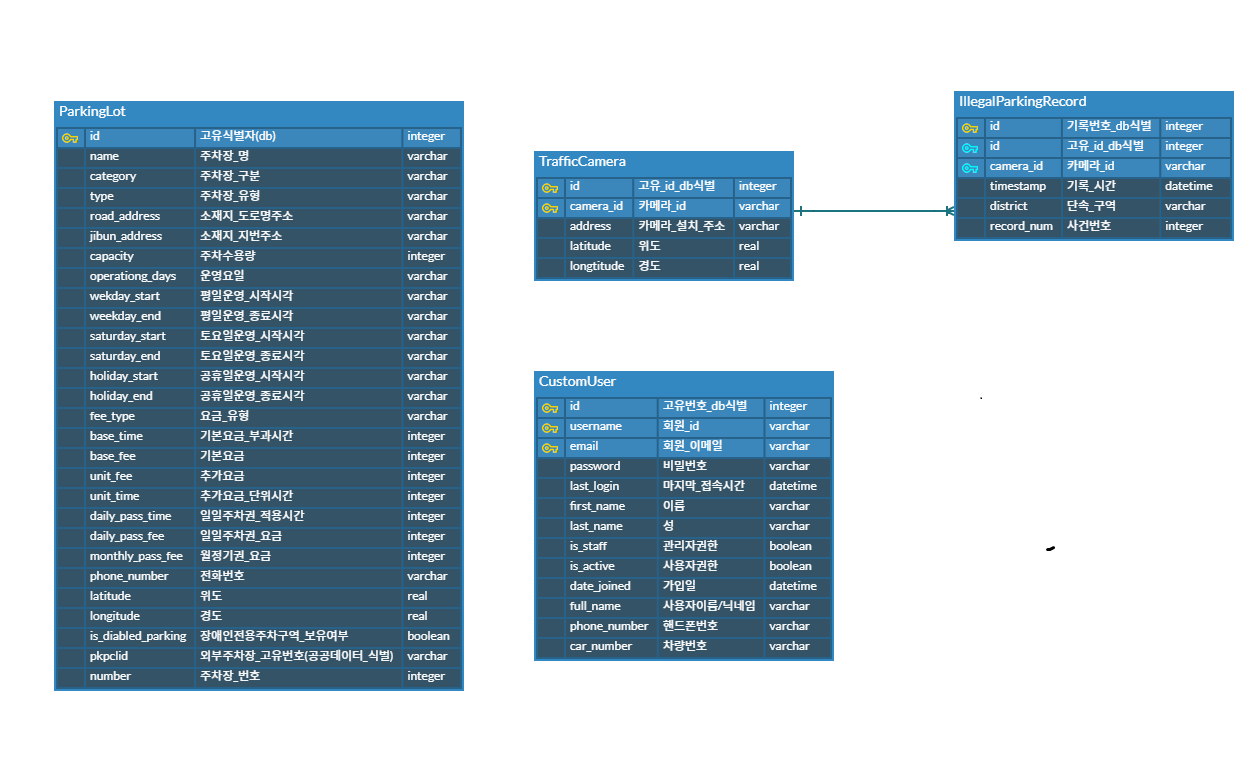 ParkingLot
id 고유식별자(db) integer
name 주차장_명 varchar
category 주차장_구분 varchar
type 주차장_유형 varchar
road_address 소재지_도로명주소 varchar
jibun_address 소재지_지번주소 varchar
capacity 주차수용량 integer
operationg_days 운영요일 varchar
wekday_start 평일운영_시작시각 varchar
weekday_end 평일운영_종료시각 varchar
saturday_start 토요일운영_시작시각 varchar
saturday_end 토요일운영_종료시각 varchar
holiday_start 공휴일운영_시작시각 varchar
holiday_end 공휴일운영_종료시각 varchar
fee_type 요금_유형 varchar
base_time 기본요금_부과시간 integer
base_fee 기본요금 integer
unit_fee 추가요금 integer
unit_time 추가요금_단위시간 integer
daily_pass_time 일일주차권_적용시간 integer
daily_pass_fee 일일주차권_요금 integer
monthly_pass_fee 월정기권_요금 integer
phone_number 전화번호 varchar
latitude 위도 real
longitude 경도 real
is_diabled_parking 장애인전용주차구역_보유여부 boolean
pkpclid 외부주차장_고유번호(공공데이터_식별) varchar
number 주차장_번호 integer
TrafficCamera
id 고유_id_db식별 integer
camera_id 카메라_id varchar
address 카메라_설치_주소 varchar
latitude 위도 real
longtitude 경도 real
IllegalParkingRecord
id 기록번호_db식별 integer
id 고유_id_db식별 integer
camera_id 카메라_id varchar
timestamp 기록_시간 datetime
district 단속_구역 varchar
record_num 사건번호 integer
CustomUser
id 고유번호_db식별 integer
username 회원_id varchar
email 회원_이메일 varchar
password 비밀번호 varchar
last_login 마지막_접속시간 datetime
first_name 이름 varchar
last_name 성 varchar
is_staff 관리자권한 boolean
is_active 사용자권한 boolean
date_joined 가입일 datetime
full_name 사용자이름/닉네임 varchar
phone_number 핸드폰번호 varchar
car_number 차량번호 varchar